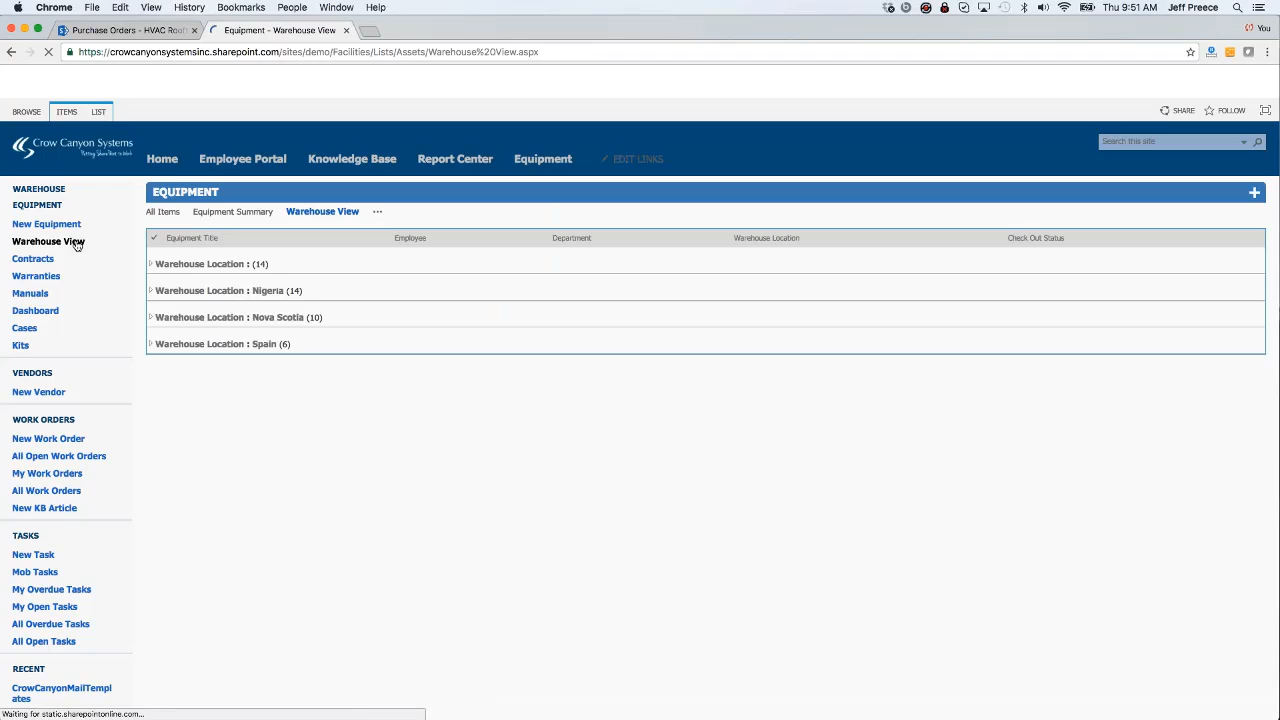 Chrome File Edit View History Bookmarks People Window Help Thu 9:51 AM Jeff Preece
Purchase Orders - HVAC Roof
Equipment - Warehouse View
You
https://crowcanyonsystemsinc.sharepoint.com/sites/demo/Facilities/Lists/Assets/Warehouse%20View.aspx
BROWSE ITEMS LIST SHARE FOLLOW
Crow Canyon Systems
Putting SharePoint to Work
Home Employee Portal Knowledge Base Report Center Equipment EDIT LINKS
Search this site
WAREHOUSE
EQUIPMENT
New Equipment
Warehouse View
Contracts
Warranties
Manuals
Dashboard
Cases
Kits
VENDORS
New Vendor
WORK ORDERS
New Work Order
All Open Work Orders
My Work Orders
All Work Orders
New KB Article
TASKS
New Task
Mob Tasks
My Overdue Tasks
My Open Tasks
All Overdue Tasks
All Open Tasks
RECENT
CrowCanyonMailTempl
ates
EQUIPMENT
All Items Equipment Summary Warehouse View ...
Equipment Title Employee Department Warehouse Location Check Out Status
Warehouse Location : (14)
Warehouse Location : Nigeria (14)
Warehouse Location : Nova Scotia (10)
Warehouse Location : Spain (6)
Waiting for static.sharepointonline.com...